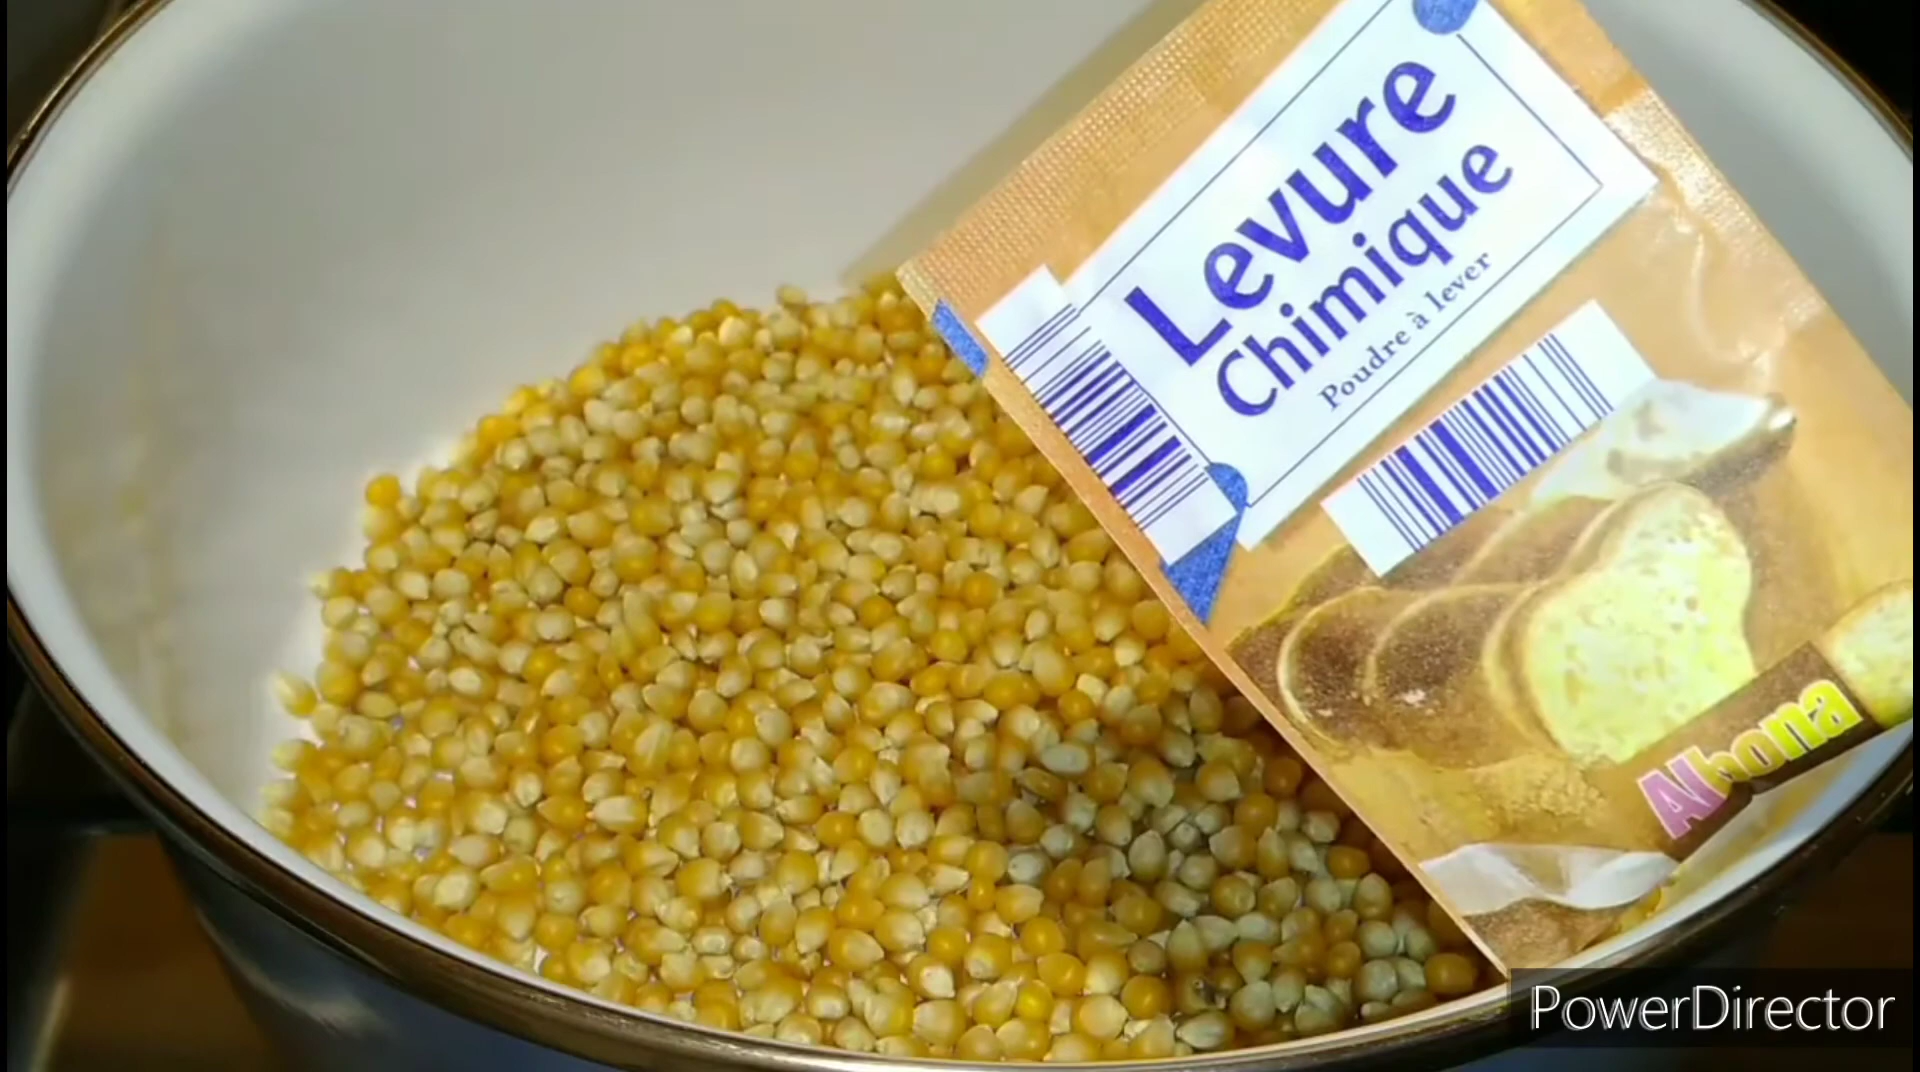 Levure
Chimique
Poudre à lever
Albona
PowerDirector